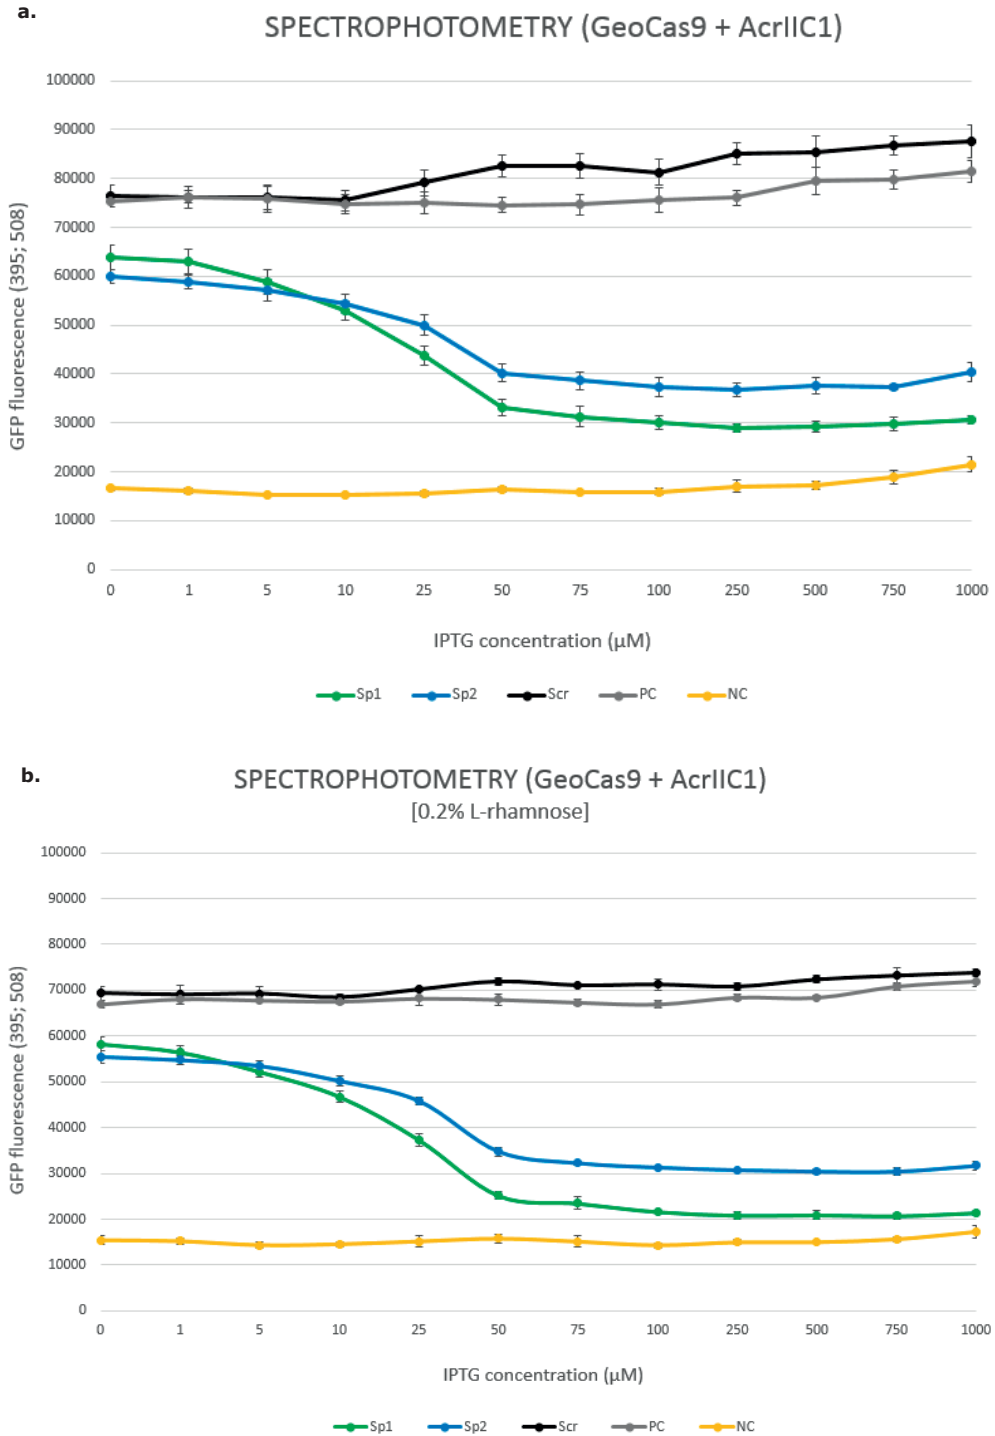 a.
SPECTROPHOTOMETRY (GeoCas9 + AcrIIC1)
100000
90000
80000
70000
60000
50000
40000
30000
20000
10000
0
GFP fluorescence (395; 508)
0 1 5 10 25 50 75 100 250 500 750 1000
IPTG concentration (µM)
Sp1 Sp2 Scr PC NC
b.
SPECTROPHOTOMETRY (GeoCas9 + AcrIIC1)
[0.2% L-rhamnose]
100000
90000
80000
70000
60000
50000
40000
30000
20000
10000
0
GFP fluorescence (395; 508)
0 1 5 10 25 50 75 100 250 500 750 1000
IPTG concentration (µM)
Sp1 Sp2 Scr PC NC